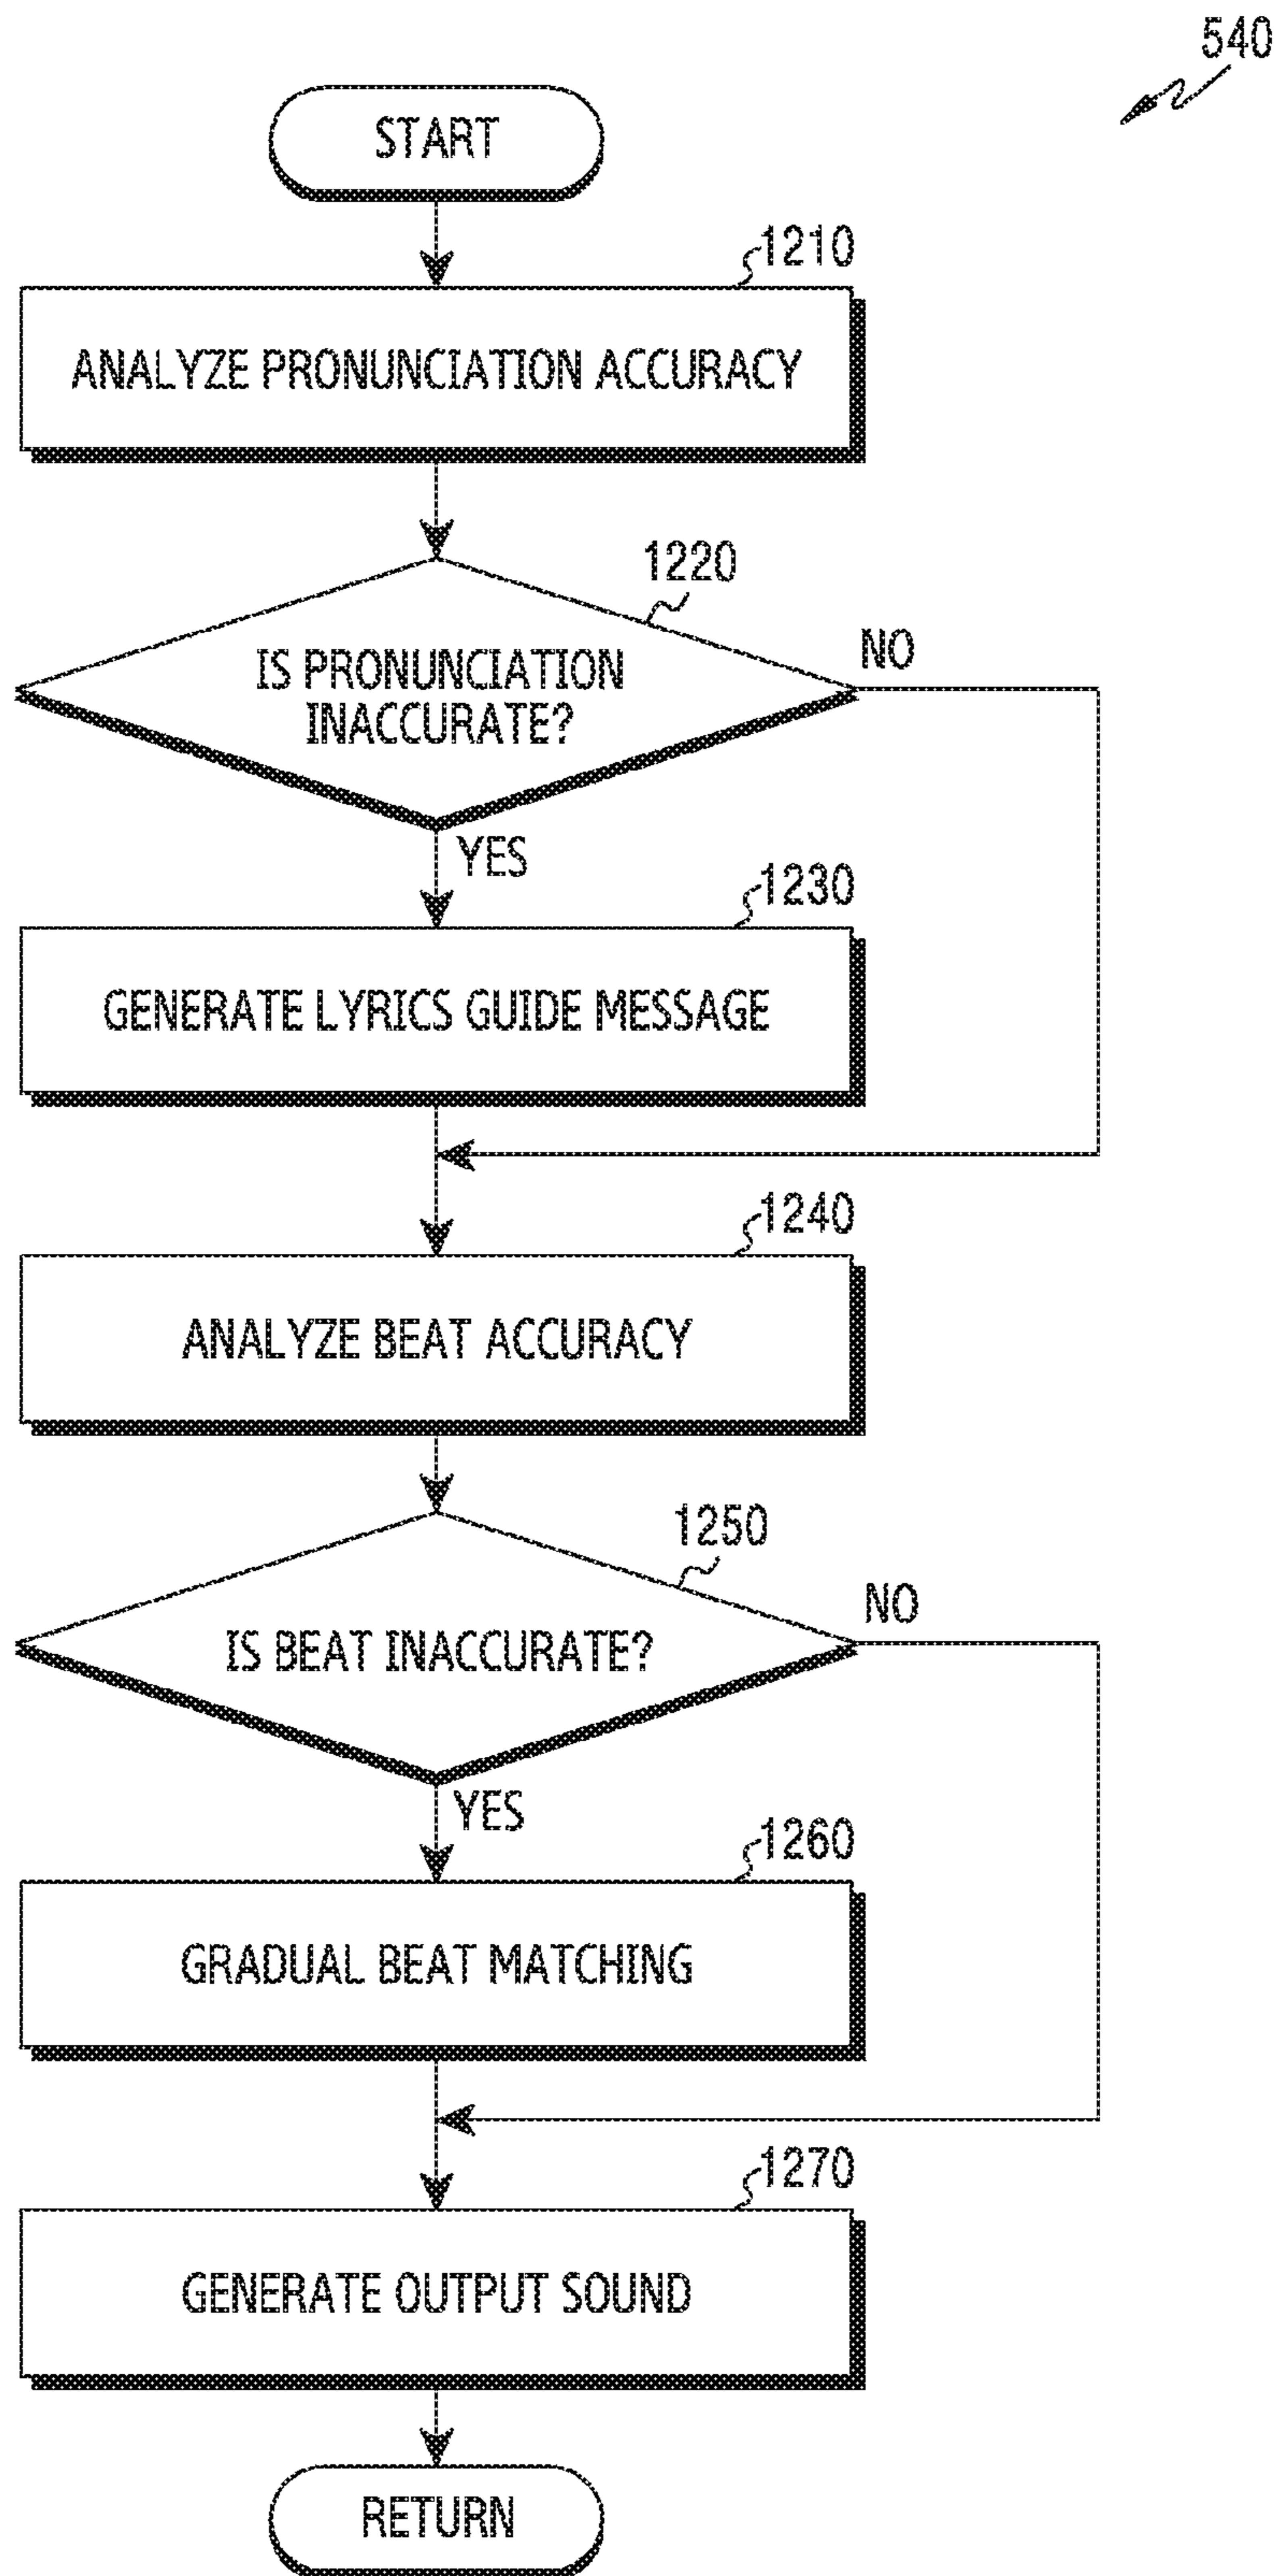 540
START
1210
ANALYZE PRONUNCIATION ACCURACY
1220
IS PRONUNCIATION
INACCURATE?
NO
YES
1230
GENERATE LYRICS GUIDE MESSAGE
1240
ANALYZE BEAT ACCURACY
1250
IS BEAT INACCURATE?
NO
YES
1260
GRADUAL BEAT MATCHING
1270
GENERATE OUTPUT SOUND
RETURN